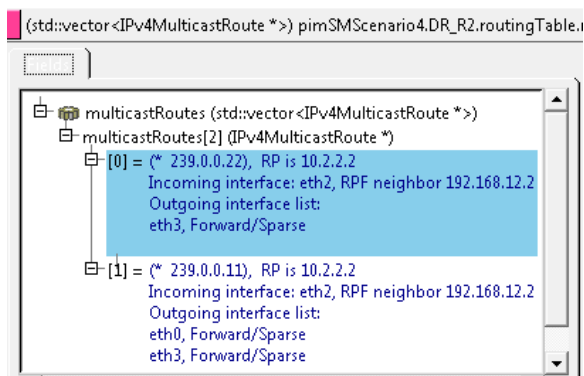 (std::vector<IPv4MulticastRoute *>) pimSMScenario4.DR_R2.routingTable.
Fields
multicastRoutes (std::vector<IPv4MulticastRoute *>)
multicastRoutes[2] (IPv4MulticastRoute *)
[0] = (* 239.0.0.22), RP is 10.2.2.2
Incoming interface: eth2, RPF neighbor 192.168.12.2
Outgoing interface list:
eth3, Forward/Sparse
[1] = (* 239.0.0.11), RP is 10.2.2.2
Incoming interface: eth2, RPF neighbor 192.168.12.2
Outgoing interface list:
eth0, Forward/Sparse
eth3, Forward/Sparse